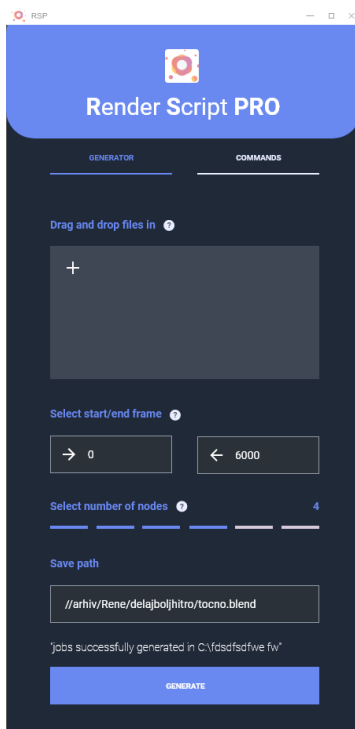 RSP
Render Script PRO
GENERATOR COMMANDS
Drag and drop files in ?
+
Select start/end frame ?
→ 0 ← 6000
Select number of nodes ? 4
Save path
//arhiv/Rene/delajboljhitro/tocno.blend
"jobs successfully generated in C:\fdsdfsdfwe fw"
GENERATE